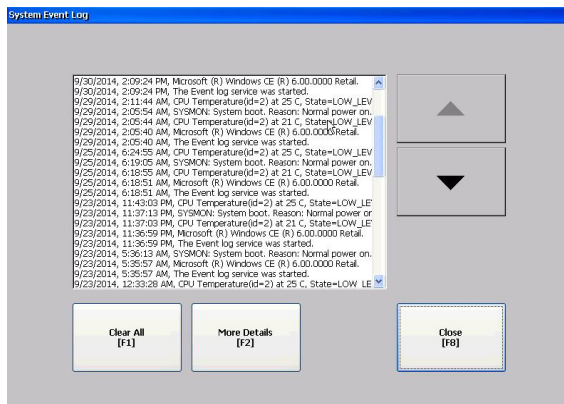 System Event Log
9/30/2014, 2:09:24 PM, Microsoft (R) Windows CE (R) 6.00.0000 Retail.
9/30/2014, 2:09:24 PM, The Event log service was started.
9/29/2014, 2:11:44 AM, CPU Temperature(id=2) at 25 C, State=LOW_LEV
9/29/2014, 2:05:54 AM, SYSMON: System boot. Reason: Normal power on.
9/29/2014, 2:05:44 AM, CPU Temperature(id=2) at 21 C, State=LOW_LEV
9/29/2014, 2:05:40 AM, Microsoft (R) Windows CE (R) 6.00.0000 Retail.
9/29/2014, 2:05:40 AM, The Event log service was started.
9/25/2014, 6:24:55 AM, CPU Temperature(id=2) at 25 C, State=LOW_LEV
9/25/2014, 6:19:05 AM, SYSMON: System boot. Reason: Normal power on.
9/25/2014, 6:18:55 AM, CPU Temperature(id=2) at 21 C, State=LOW_LEV
9/25/2014, 6:18:51 AM, Microsoft (R) Windows CE (R) 6.00.0000 Retail.
9/25/2014, 6:18:51 AM, The Event log service was started.
9/23/2014, 11:43:03 PM, CPU Temperature(id=2) at 25 C, State=LOW_LE
9/23/2014, 11:37:13 PM, SYSMON: System boot. Reason: Normal power or
9/23/2014, 11:37:03 PM, CPU Temperature(id=2) at 21 C, State=LOW_LE
9/23/2014, 11:36:59 PM, Microsoft (R) Windows CE (R) 6.00.0000 Retail.
9/23/2014, 11:36:59 PM, The Event log service was started.
9/23/2014, 5:36:13 AM, SYSMON: System boot. Reason: Normal power on.
9/23/2014, 5:35:57 AM, Microsoft (R) Windows CE (R) 6.00.0000 Retail.
9/23/2014, 5:35:57 AM, The Event log service was started.
9/23/2014, 12:33:28 AM, CPU Temperature(id=2) at 25 C, State=LOW_LE
Clear All
[F1]
More Details
[F2]
Close
[F8]